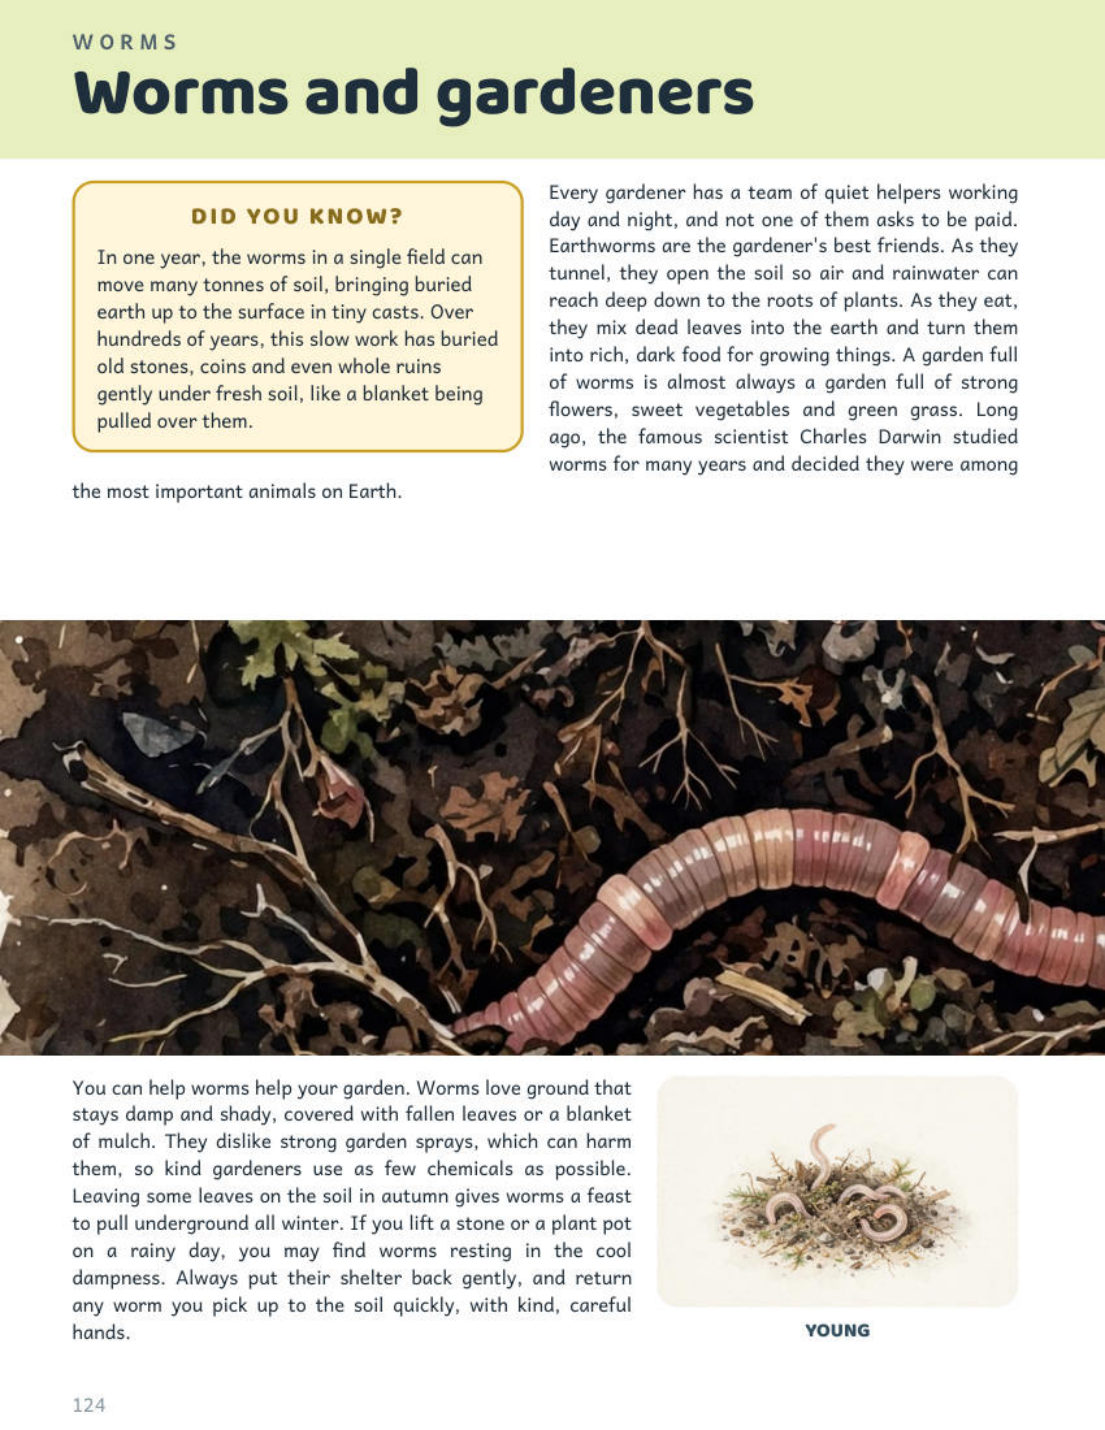 WORMS
Worms and gardeners
DID YOU KNOW?
In one year, the worms in a single field can
move many tonnes of soil, bringing buried
earth up to the surface in tiny casts. Over
hundreds of years, this slow work has buried
old stones, coins and even whole ruins
gently under fresh soil, like a blanket being
pulled over them.
Every gardener has a team of quiet helpers working
day and night, and not one of them asks to be paid.
Earthworms are the gardener's best friends. As they
tunnel, they open the soil so air and rainwater can
reach deep down to the roots of plants. As they eat,
they mix dead leaves into the earth and turn them
into rich, dark food for growing things. A garden full
of worms is almost always a garden full of strong
flowers, sweet vegetables and green grass. Long
ago, the famous scientist Charles Darwin studied
worms for many years and decided they were among
the most important animals on Earth.
You can help worms help your garden. Worms love ground that
stays damp and shady, covered with fallen leaves or a blanket
of mulch. They dislike strong garden sprays, which can harm
them, so kind gardeners use as few chemicals as possible.
Leaving some leaves on the soil in autumn gives worms a feast
to pull underground all winter. If you lift a stone or a plant pot
on a rainy day, you may find worms resting in the cool
dampness. Always put their shelter back gently, and return
any worm you pick up to the soil quickly, with kind, careful
hands.
YOUNG
124